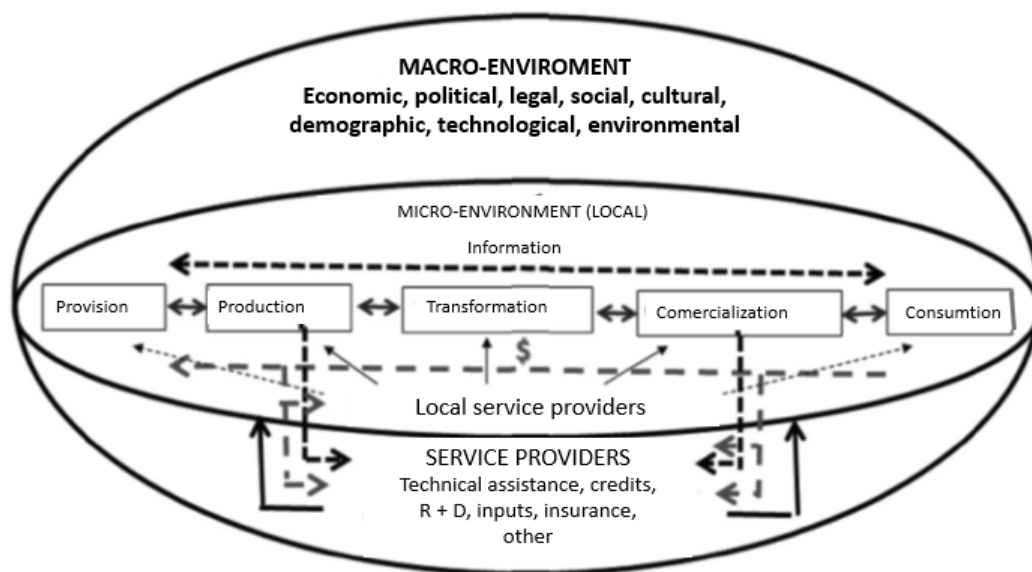 MACRO-ENVIROMENT
Economic, political, legal, social, cultural,
demographic, technological, environmental
MICRO-ENVIRONMENT (LOCAL)
Information
Provision
Production
Transformation
Comercialization
Consumtion
$
Local service providers
SERVICE PROVIDERS
Technical assistance, credits,
R + D, inputs, insurance,
other